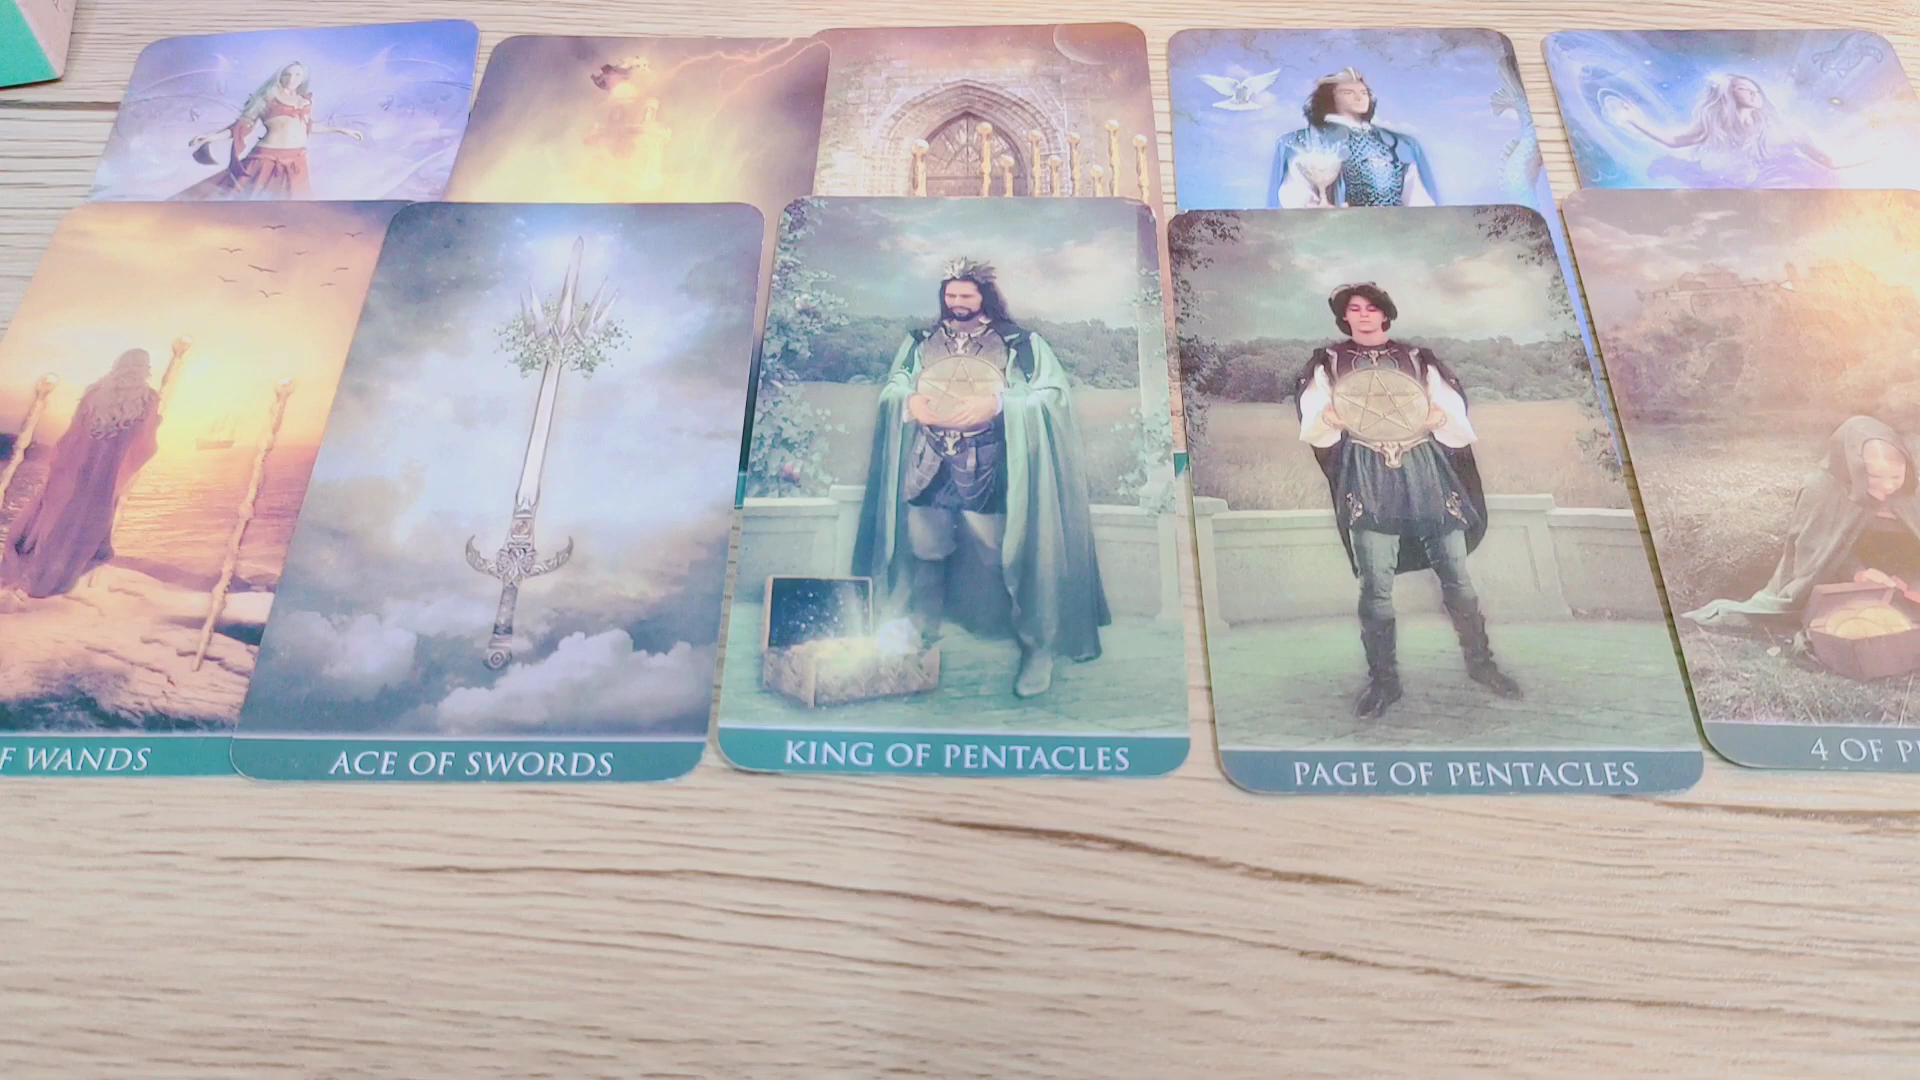 F WANDS
ACE OF SWORDS
KING OF PENTACLES
PAGE OF PENTACLES
4 OF P